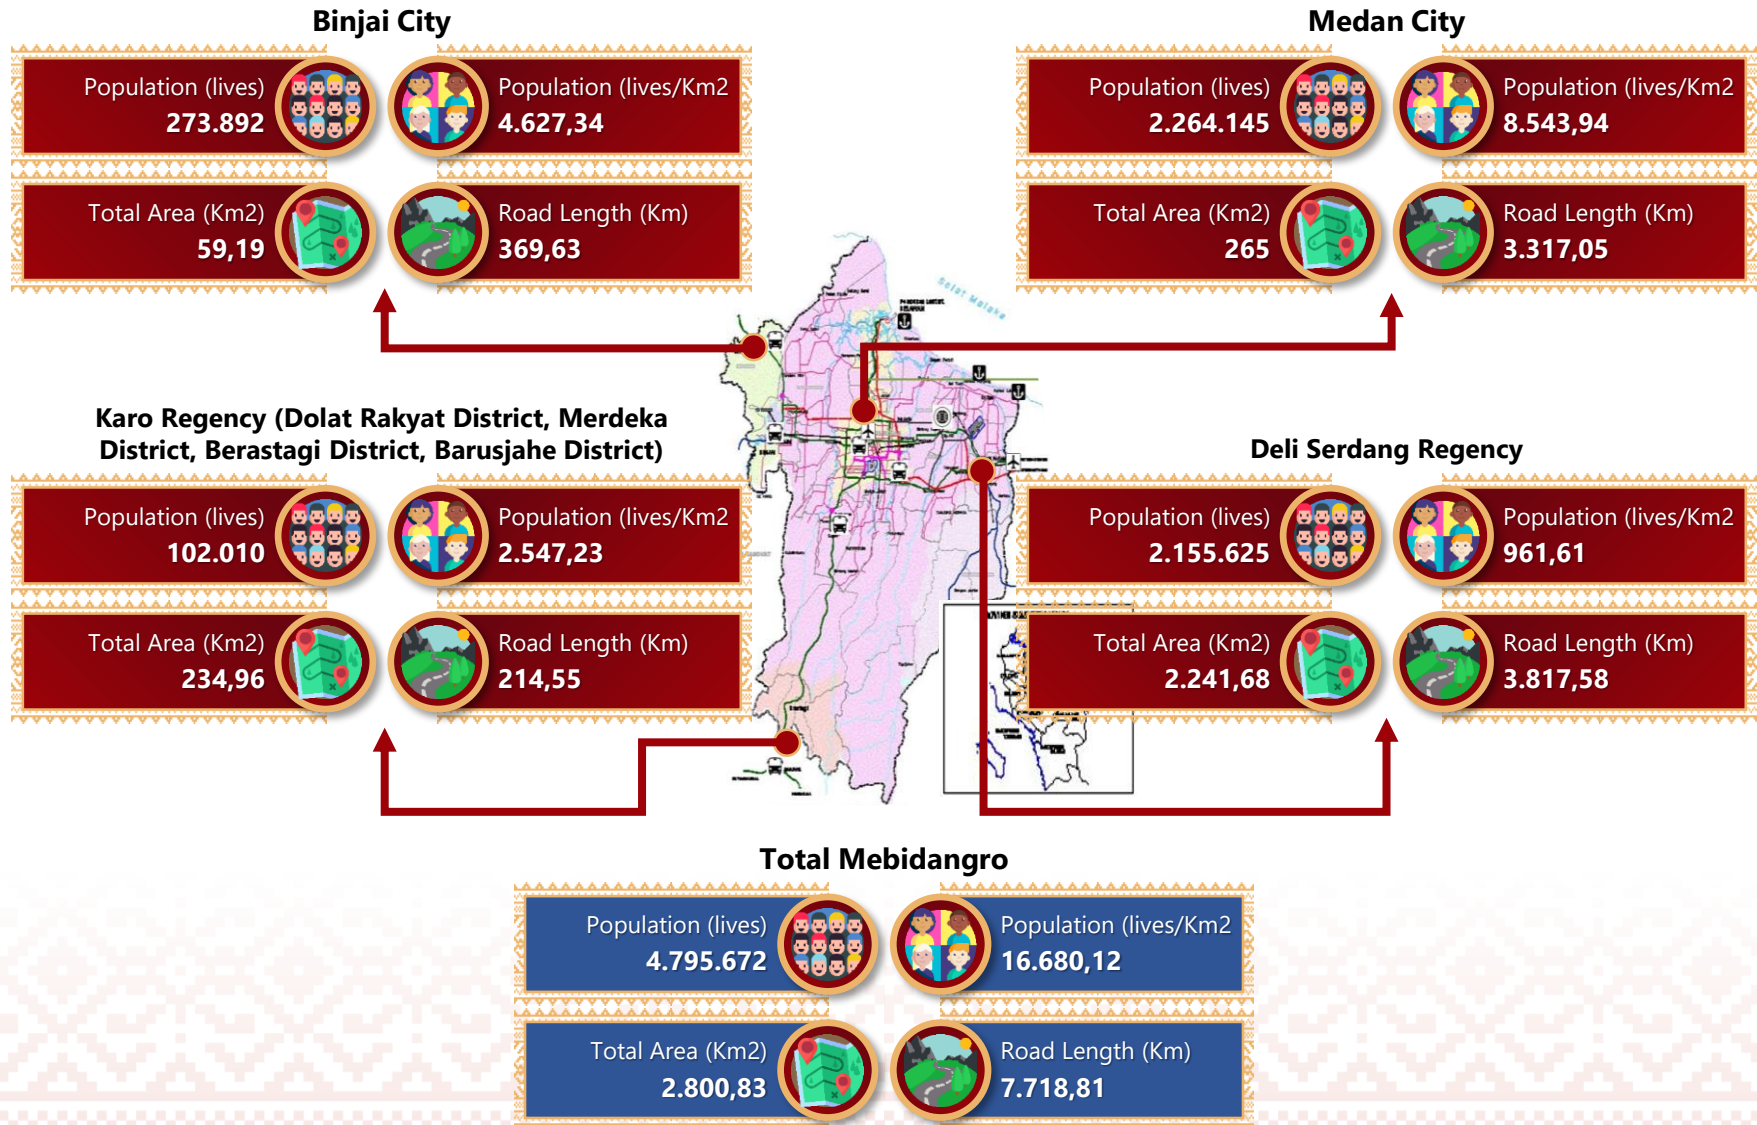 Binjai City
Population (lives)
273.892
Population (lives/Km2
4.627,34
Total Area (Km2)
59,19
Road Length (Km)
369,63
Medan City
Population (lives)
2.264.145
Population (lives/Km2
8.543,94
Total Area (Km2)
265
Road Length (Km)
3.317,05
Selat Malaka
Karo Regency (Dolat Rakyat District, Merdeka
District, Berastagi District, Barusjahe District)
Population (lives)
102.010
Population (lives/Km2
2.547,23
Total Area (Km2)
234,96
Road Length (Km)
214,55
Deli Serdang Regency
Population (lives)
2.155.625
Population (lives/Km2
961,61
Total Area (Km2)
2.241,68
Road Length (Km)
3.817,58
Total Mebidangro
Population (lives)
4.795.672
Population (lives/Km2
16.680,12
Total Area (Km2)
2.800,83
Road Length (Km)
7.718,81